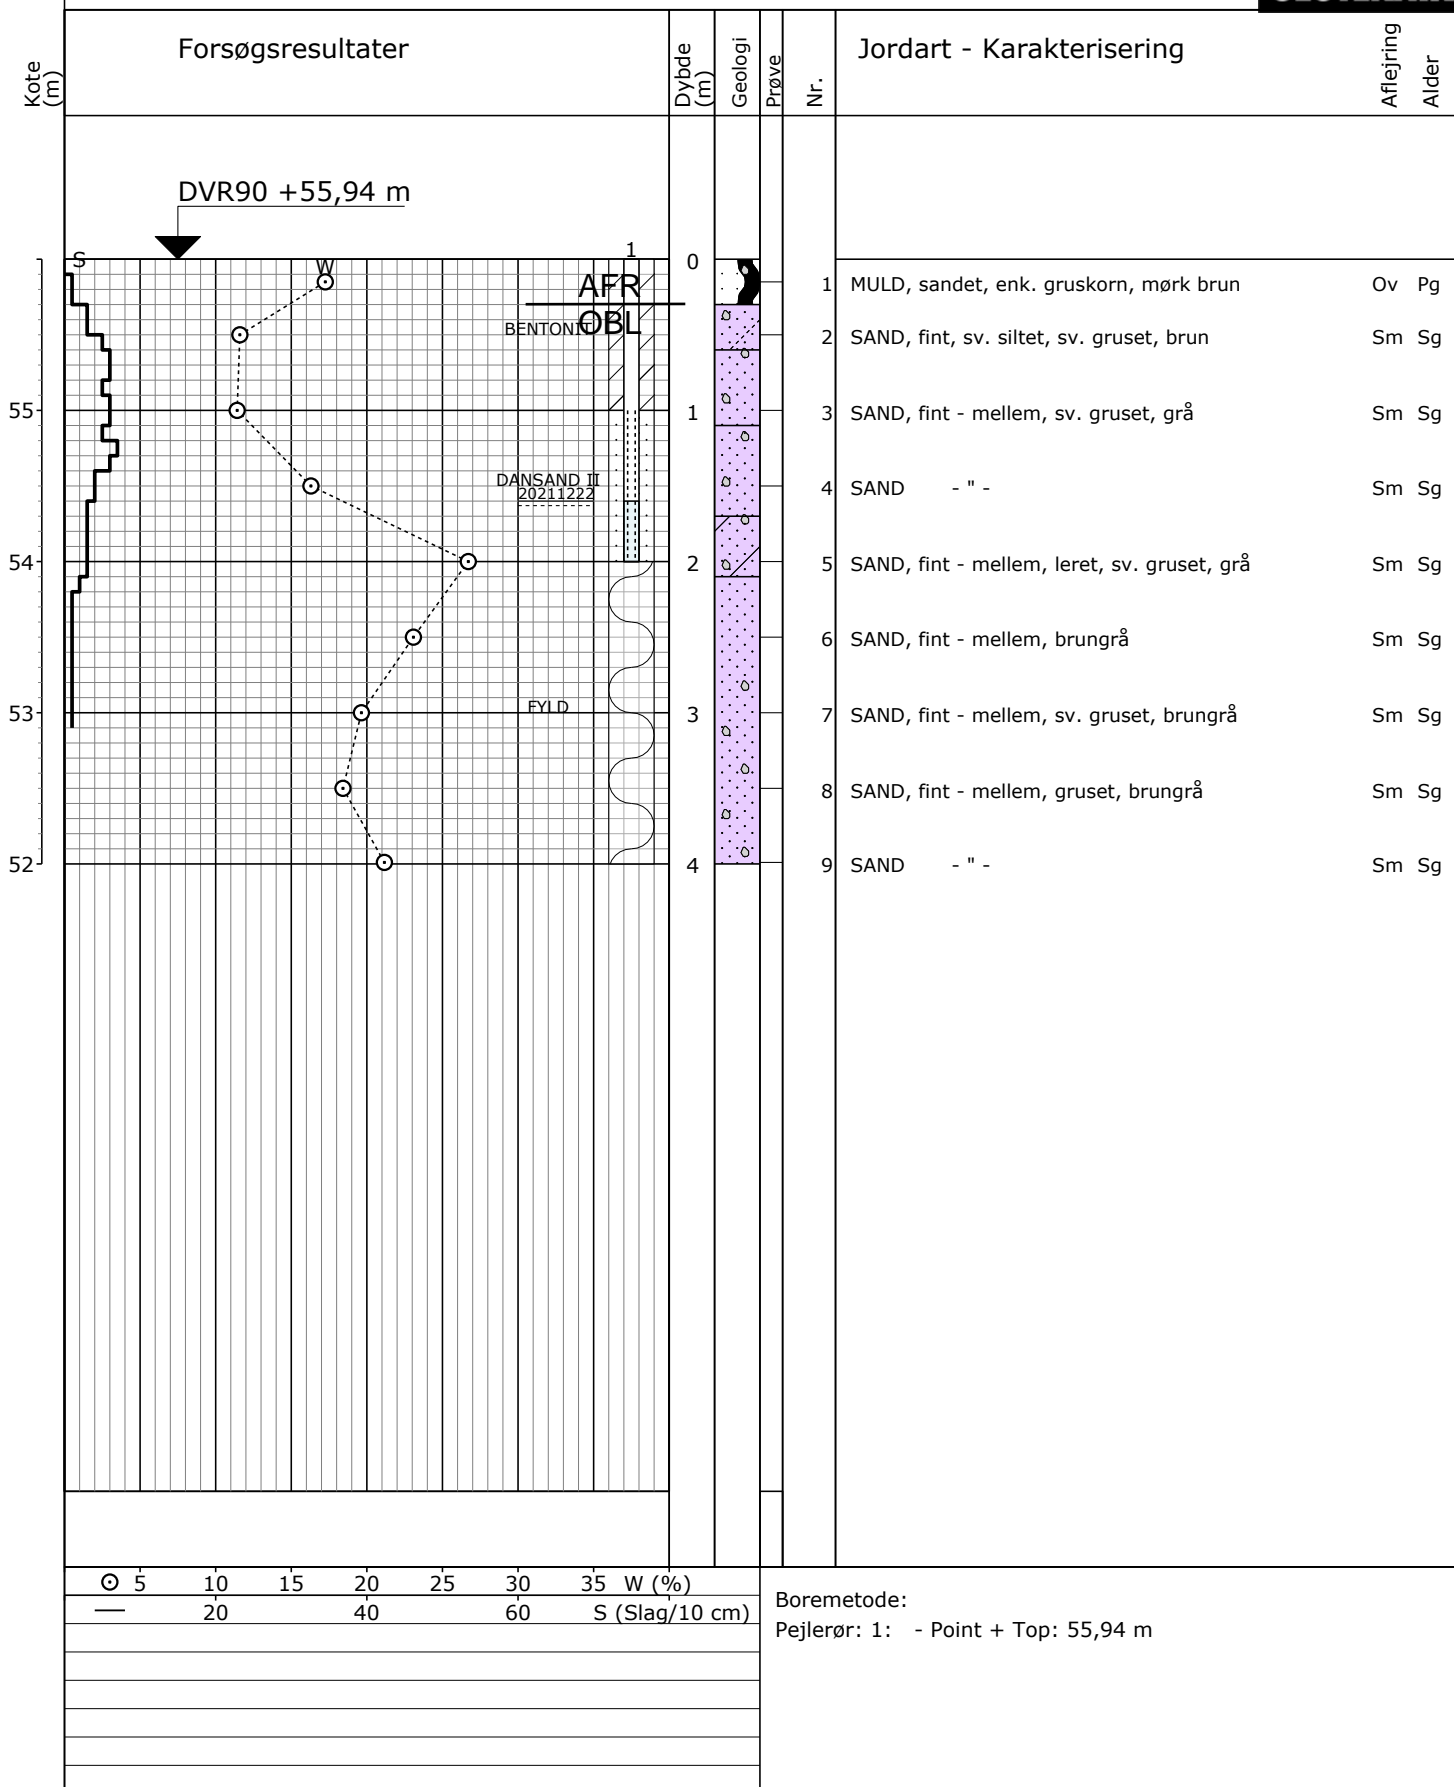 Kote (m)
Forsøgsresultater
Dybde (m)
Geologi
Prøve
Nr.
Jordart - Karakterisering
Aflejring
Alder
DVR90 +55,94 m
S
W
1
0
AFR
OBL
BENTONIT
1 MULD, sandet, enk. gruskorn, mørk brun Ov Pg
2 SAND, fint, sv. siltet, sv. gruset, brun Sm Sg
55
1
3 SAND, fint - mellem, sv. gruset, grå Sm Sg
DANSAND II
20211222
4 SAND - " - Sm Sg
54
2
5 SAND, fint - mellem, leret, sv. gruset, grå Sm Sg
6 SAND, fint - mellem, brungrå Sm Sg
FYLD
53
3
7 SAND, fint - mellem, sv. gruset, brungrå Sm Sg
8 SAND, fint - mellem, gruset, brungrå Sm Sg
52
4
9 SAND - " - Sm Sg
5 10 15 20 25 30 35 W (%)
20 40 60 S (Slag/10 cm)
Boremetode:
Pejlerør: 1: - Point + Top: 55,94 m